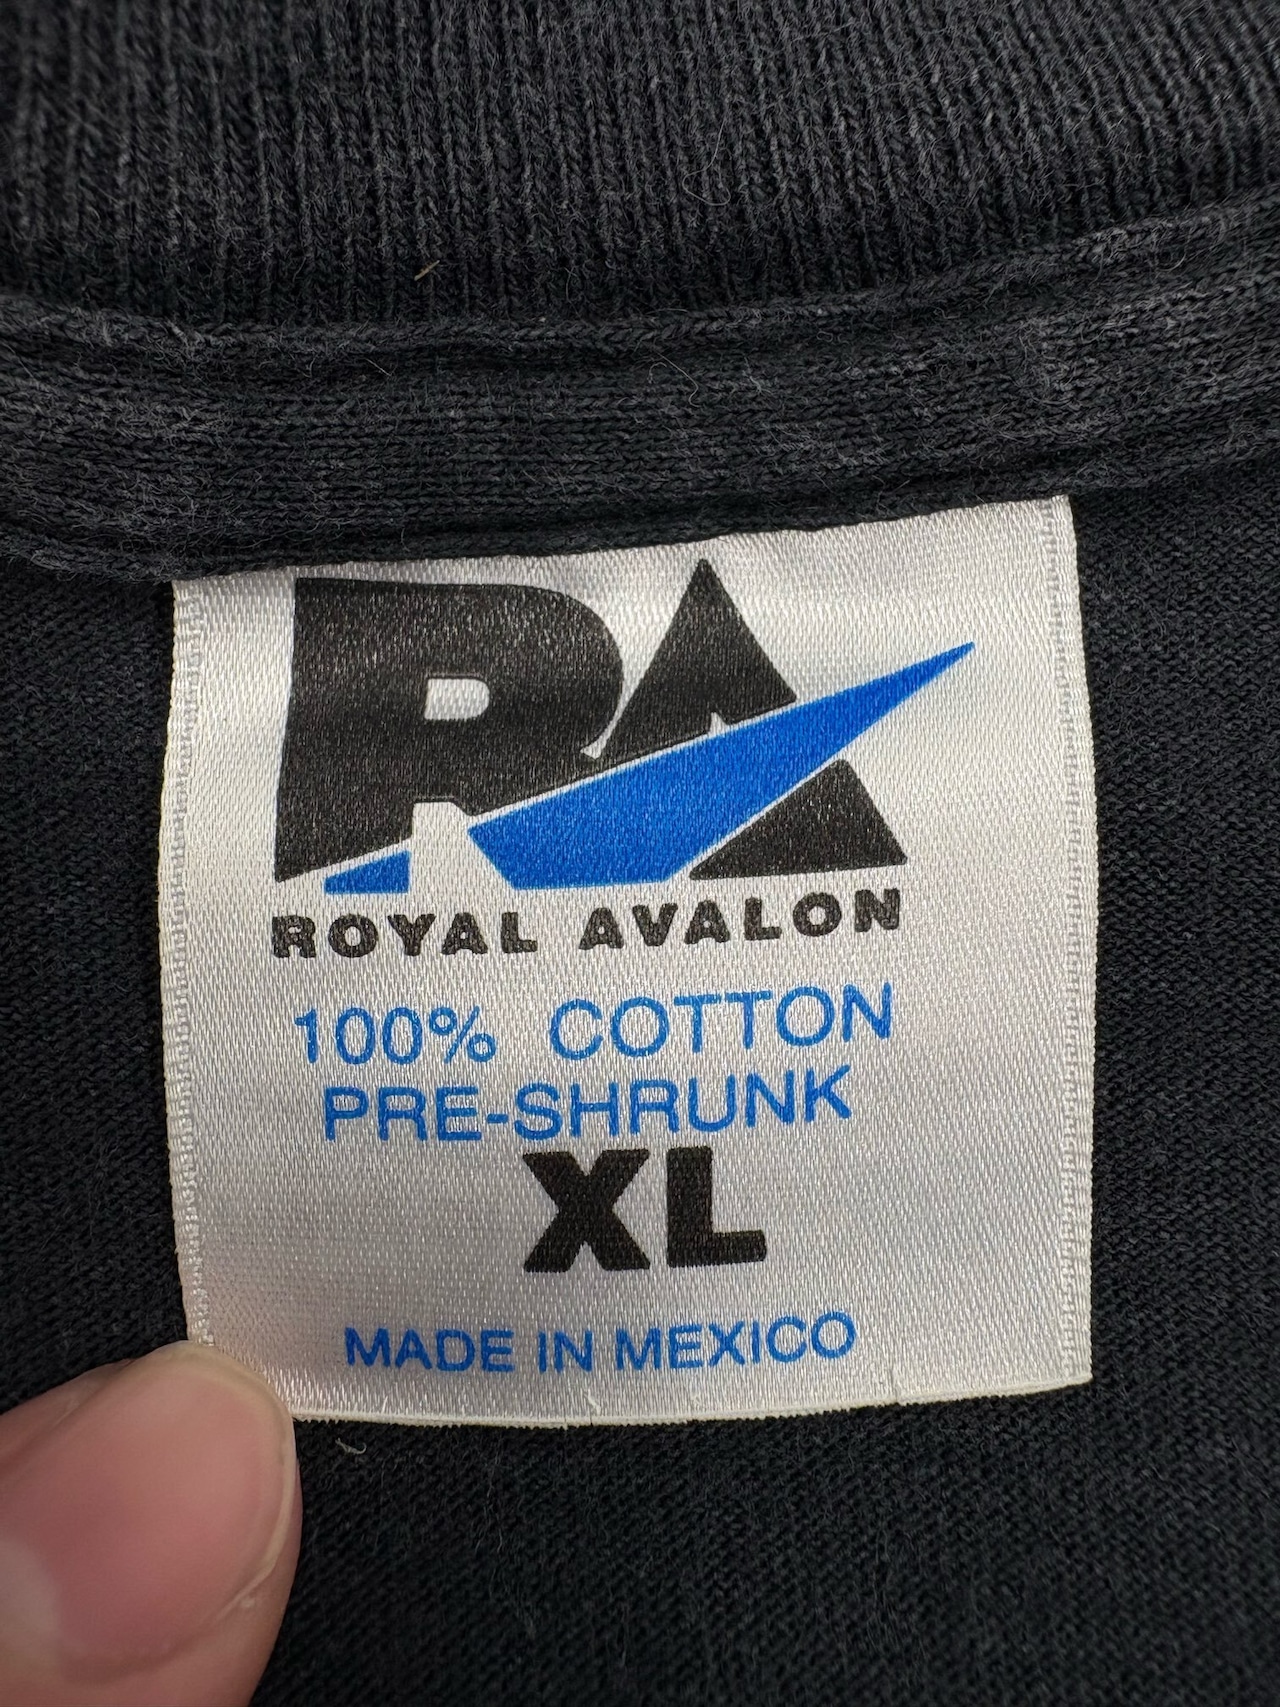 RA
ROYAL AVALON
100% COTTON
PRE-SHRUNK
XL
MADE IN MEXICO